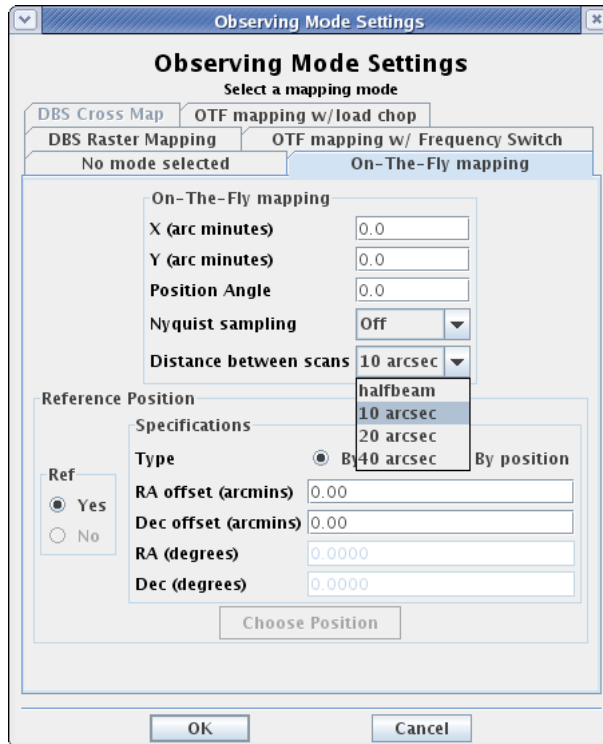 Observing Mode Settings
Observing Mode Settings
Select a mapping mode
DBS Cross Map OTF mapping w/load chop
DBS Raster Mapping OTF mapping w/ Frequency Switch
No mode selected On-The-Fly mapping
On-The-Fly mapping
X (arc minutes) 0.0
Y (arc minutes) 0.0
Position Angle 0.0
Nyquist sampling Off
Distance between scans 10 arcsec
halfbeam
10 arcsec
20 arcsec
40 arcsec
Reference Position
Specifications
Type By position
Ref
Yes
No
RA offset (arcmins) 0.00
Dec offset (arcmins) 0.00
RA (degrees) 0.0000
Dec (degrees) 0.0000
Choose Position
OK Cancel